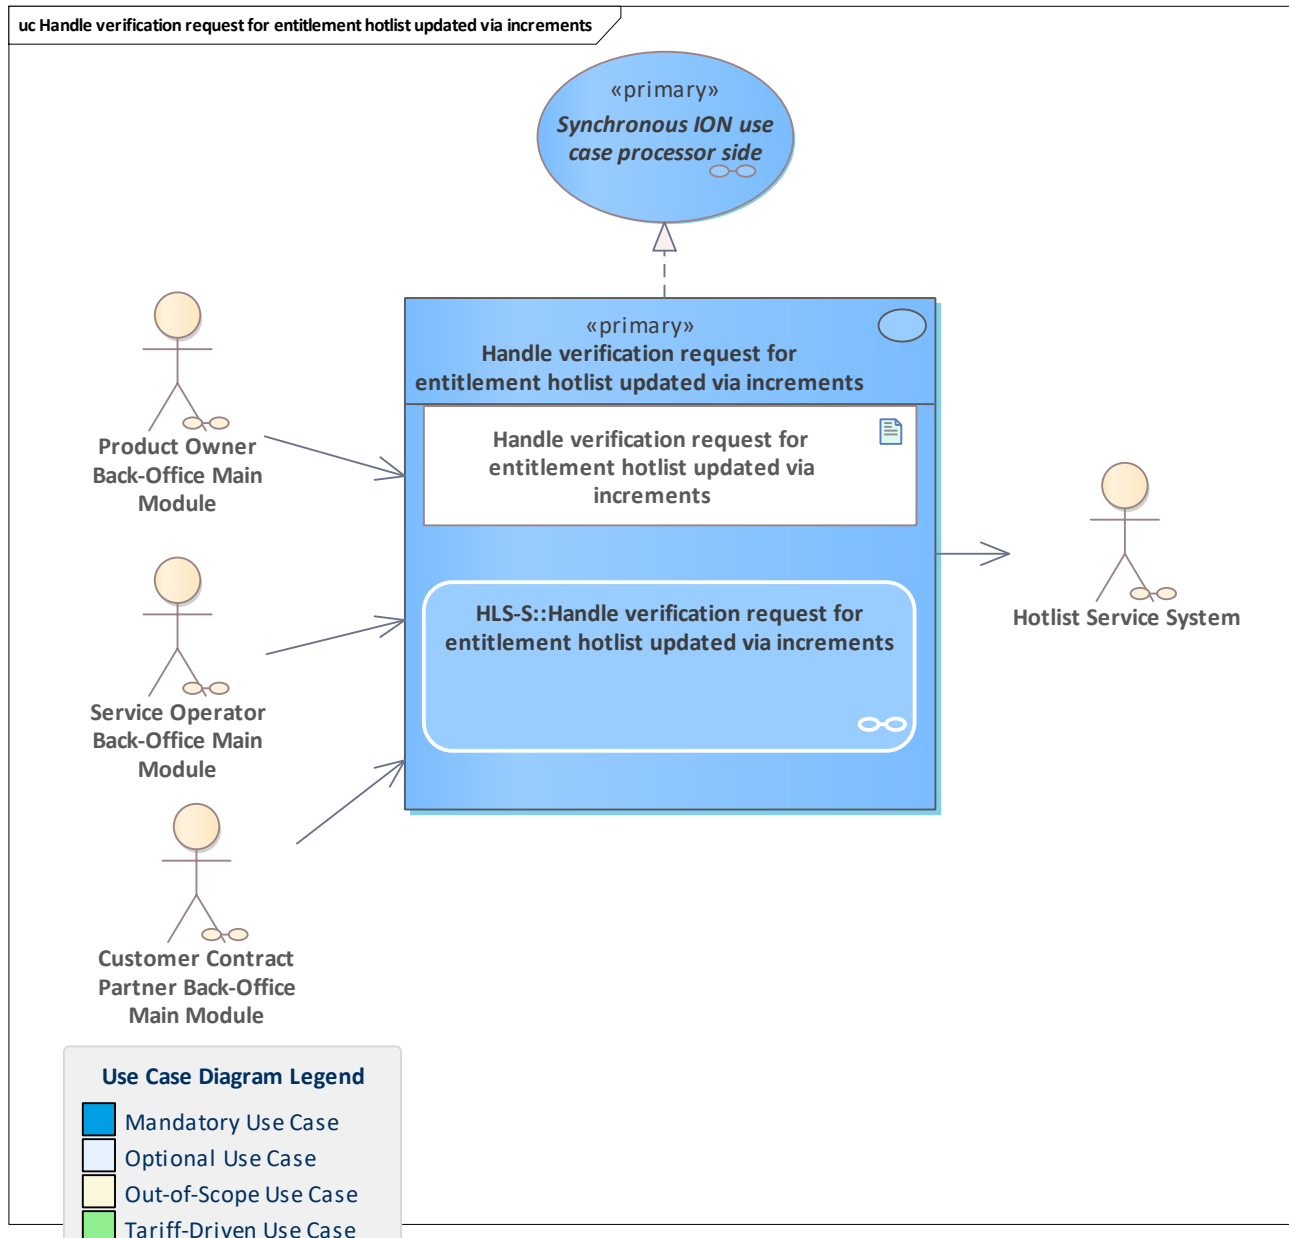 uc Handle verification request for entitlement hotlist updated via increments
«primary»
Synchronous ION use
case processor side
«primary»
Handle verification request for
entitlement hotlist updated via increments
Handle verification request for
entitlement hotlist updated via
increments
HLS-S::Handle verification request for
entitlement hotlist updated via increments
Product Owner
Back-Office Main
Module
Service Operator
Back-Office Main
Module
Customer Contract
Partner Back-Office
Main Module
Hotlist Service System
Use Case Diagram Legend
Mandatory Use Case
Optional Use Case
Out-of-Scope Use Case
Tariff-Driven Use Case